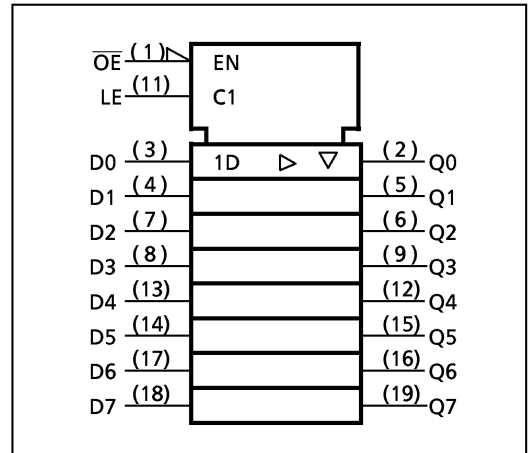 O̅E̅ (1) EN
LE (11) C1
D0 (3) 1D (2) Q0
D1 (4) (5) Q1
D2 (7) (6) Q2
D3 (8) (9) Q3
D4 (13) (12) Q4
D5 (14) (15) Q5
D6 (17) (16) Q6
D7 (18) (19) Q7